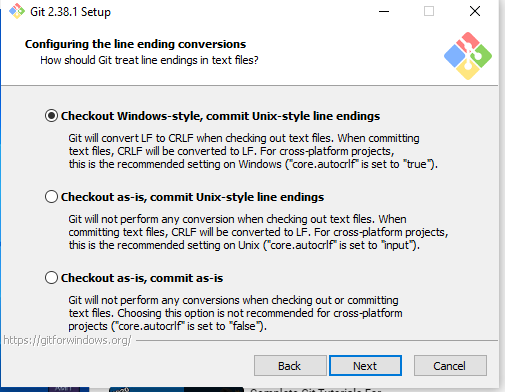 Git 2.38.1 Setup
Configuring the line ending conversions
How should Git treat line endings in text files?
Checkout Windows-style, commit Unix-style line endings
Git will convert LF to CRLF when checking out text files. When committing
text files, CRLF will be converted to LF. For cross-platform projects,
this is the recommended setting on Windows ("core.autocrlf" is set to "true").
Checkout as-is, commit Unix-style line endings
Git will not perform any conversion when checking out text files. When
committing text files, CRLF will be converted to LF. For cross-platform projects,
this is the recommended setting on Unix ("core.autocrlf" is set to "input").
Checkout as-is, commit as-is
Git will not perform any conversions when checking out or committing
text files. Choosing this option is not recommended for cross-platform
projects ("core.autocrlf" is set to "false").
https://gitforwindows.org/
Back Next Cancel
Complete Git Tutorials For